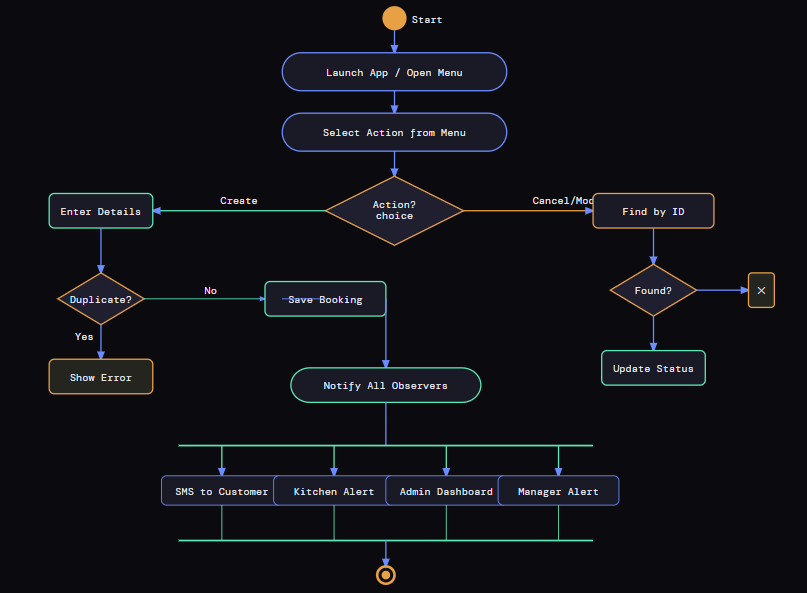 Start
Launch App / Open Menu
Select Action from Menu
Action?
choice
Create
Cancel/Mod
Enter Details
Find by ID
Duplicate?
No
Save Booking
Found?
×
Yes
Show Error
Notify All Observers
Update Status
SMS to Customer
Kitchen Alert
Admin Dashboard
Manager Alert